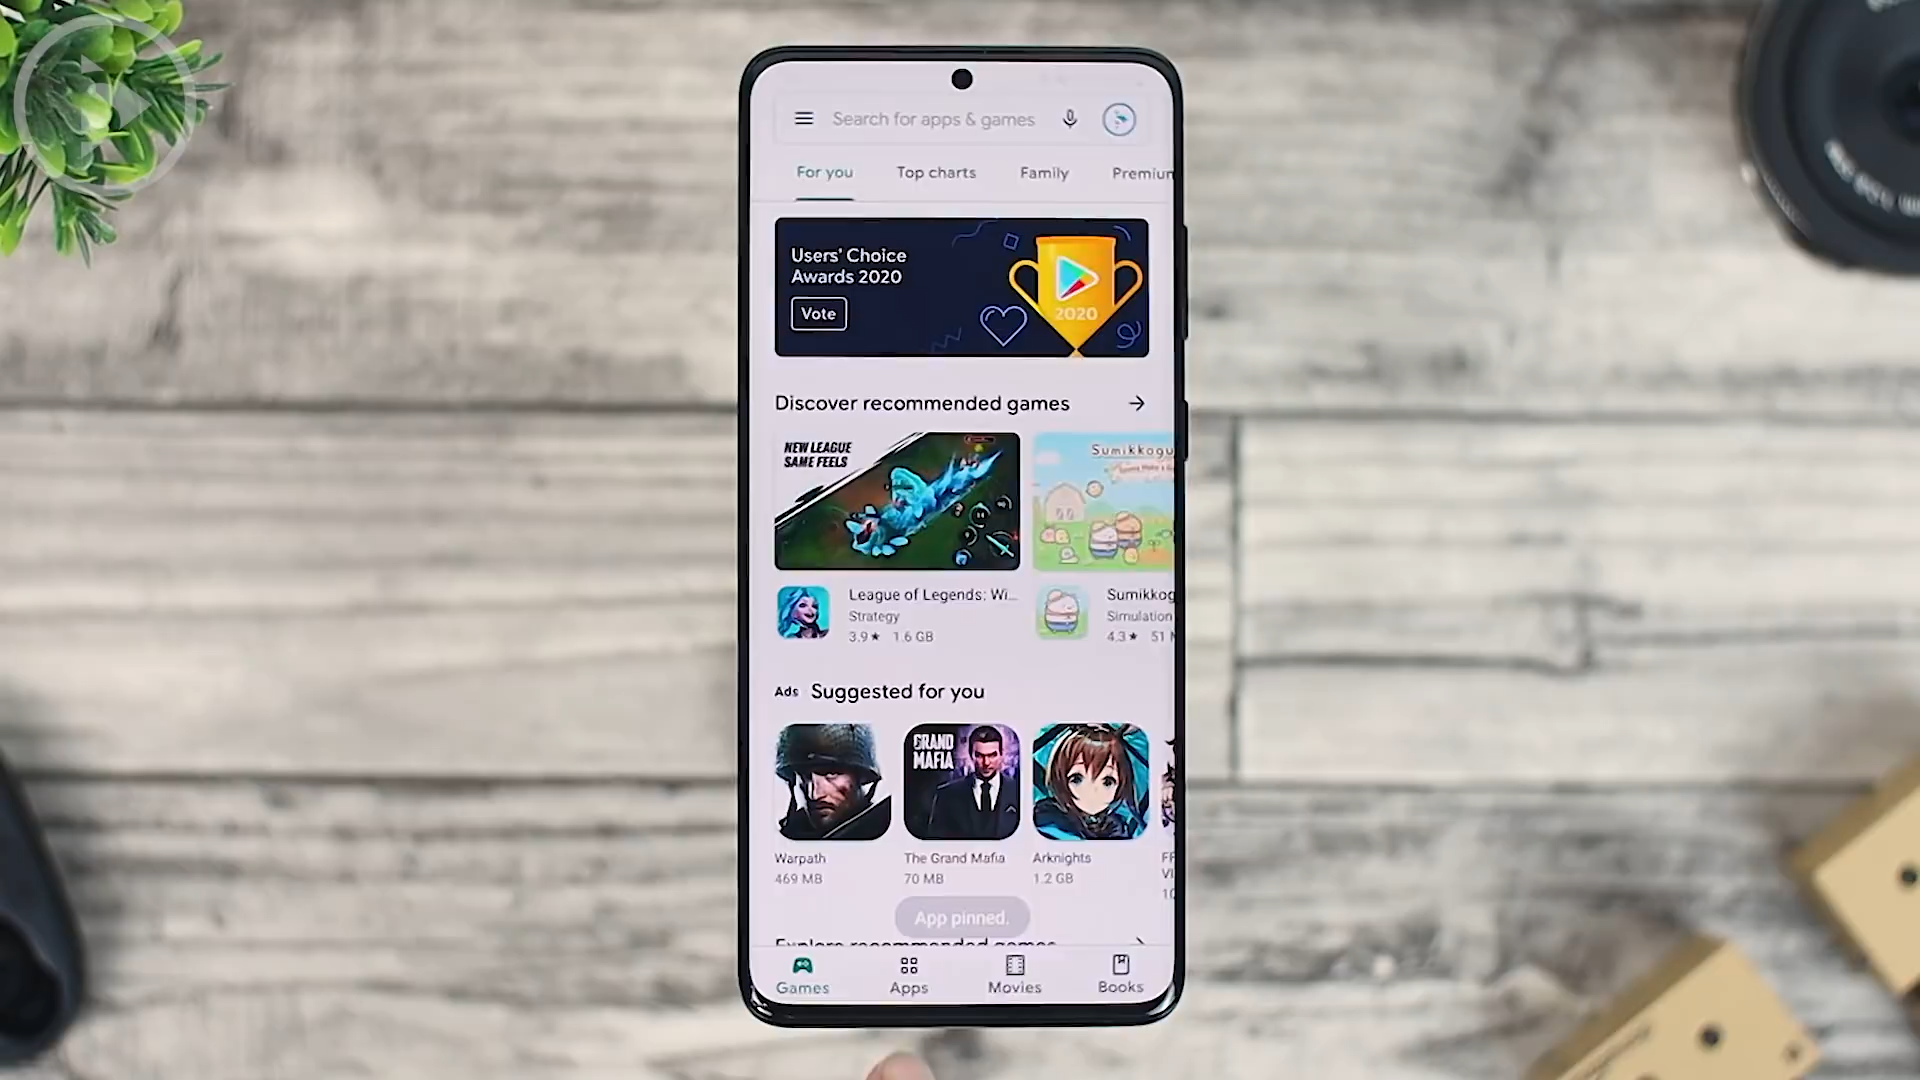 Search for apps & games
For you
Top charts
Family
Premium
Users' Choice
Awards 2020
Vote
2020
Discover recommended games
NEW LEAGUE
SAME FEELS
Sumikkogu
League of Legends: Wi...
Strategy
3.9★ 1.6 GB
Sumikkog
Simulation
4.3★ 51
Ads Suggested for you
GRAND
MAFIA
Warpath
469 MB
The Grand Mafia
70 MB
Arknights
1.2 GB
App pinned.
Explore recommended games
Games
Apps
Movies
Books